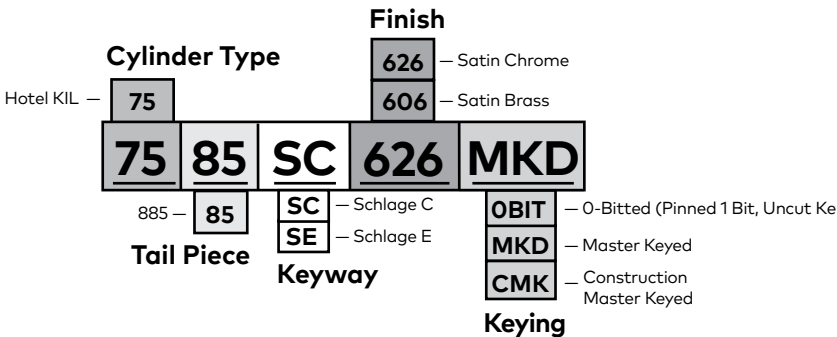 Finish
Cylinder Type
626 — Satin Chrome
Hotel KIL — 75
606 — Satin Brass
75 85 SC 626 MKD
885 — 85
SC — Schlage C
0BIT — 0-Bitted (Pinned 1 Bit, Uncut Ke
SE — Schlage E
MKD — Master Keyed
Tail Piece
Keyway
CMK — Construction
Master Keyed
Keying